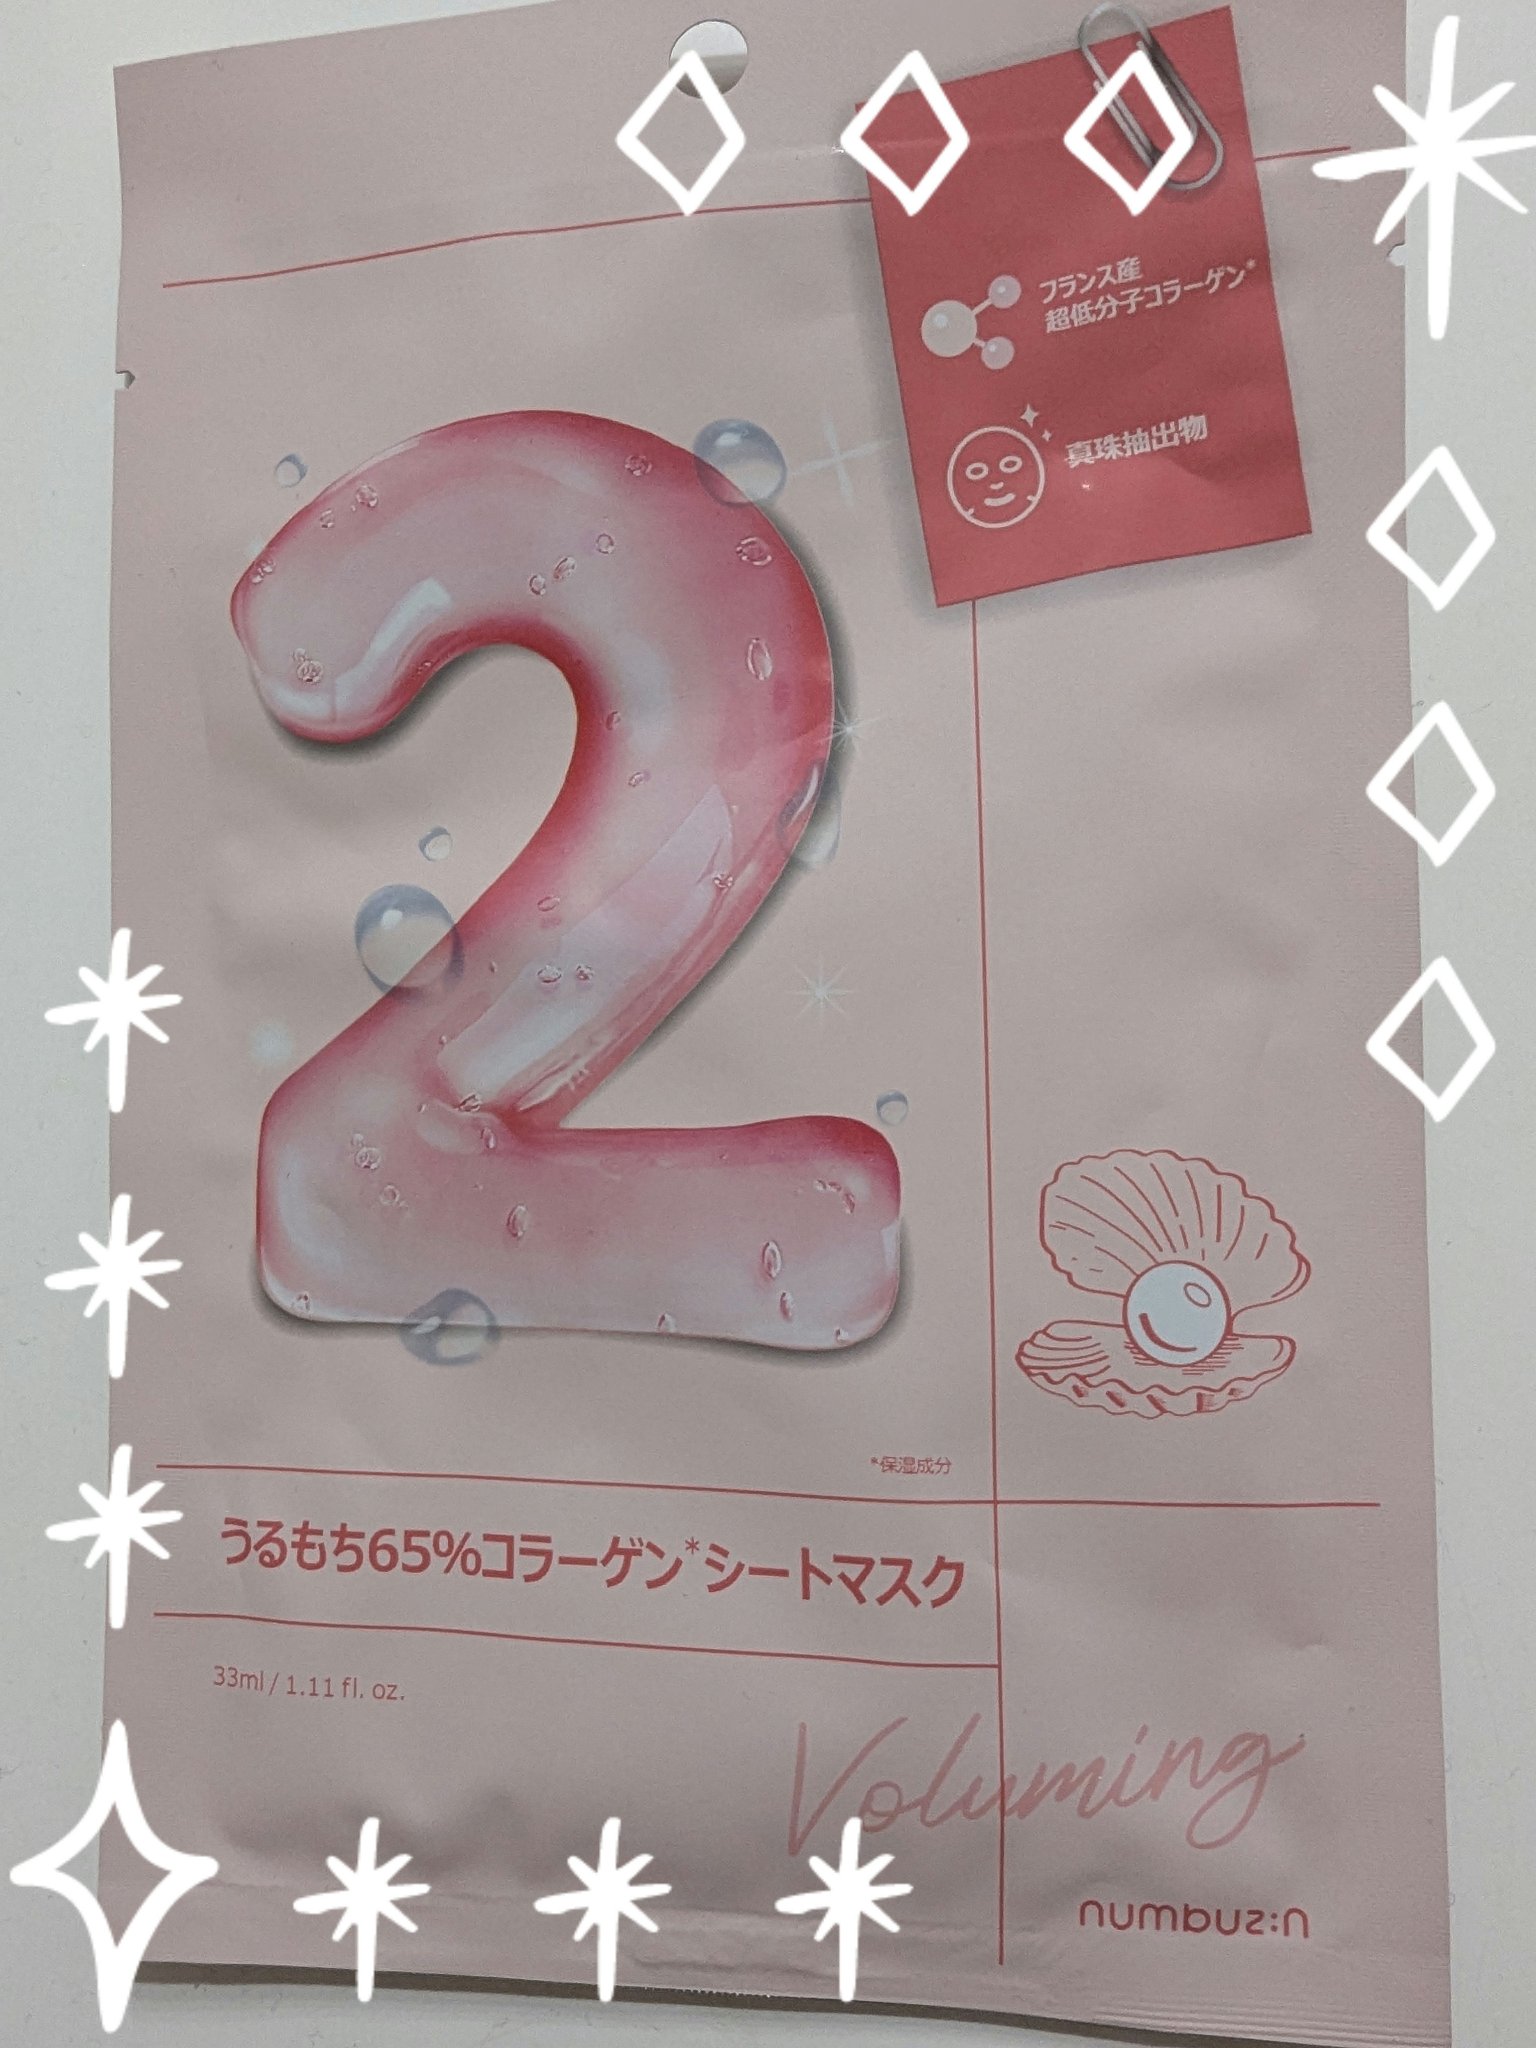 フランス産
超低分子コラーゲン*
真珠抽出物
2
*保湿成分
うるもち65%コラーゲン*シートマスク
33ml / 1.11 fl. oz.
Voluming
numbuz:n